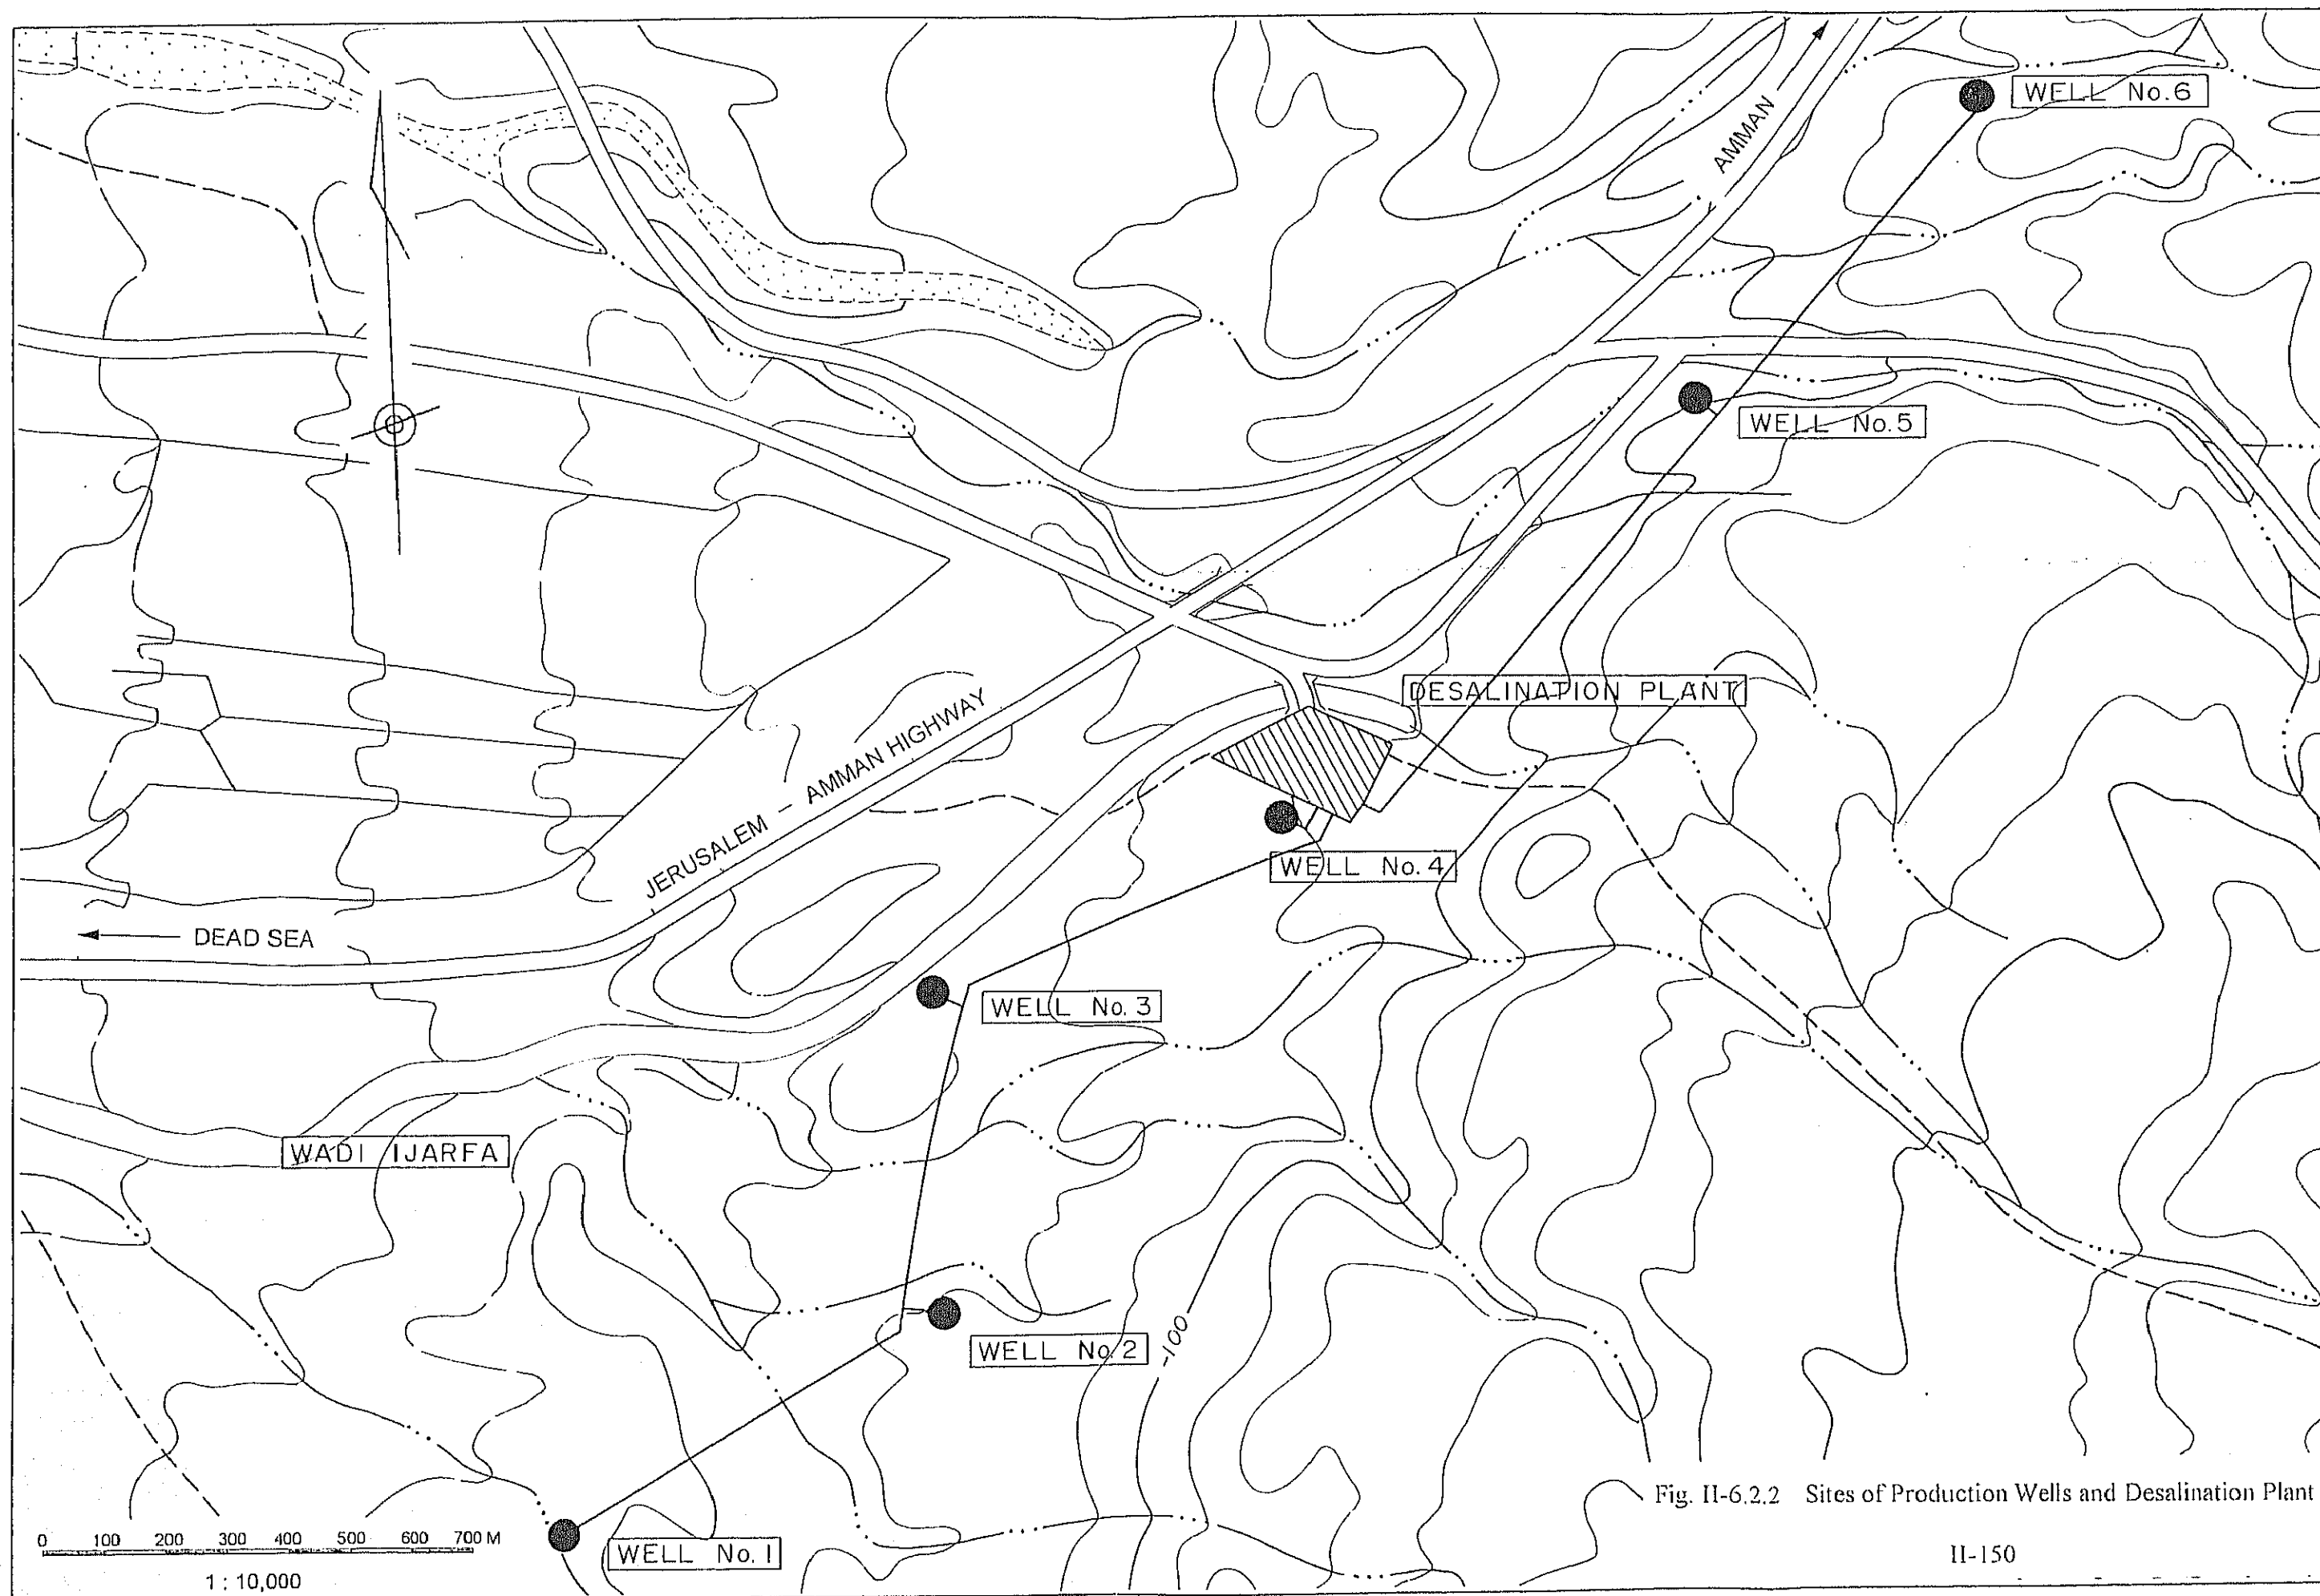 AMMAN
WELL No.6
WELL No.5
DESALINATION PLANT
JERUSALEM - AMMAN HIGHWAY
WELL No.4
DEAD SEA
WELL No.3
WADI IJARFA
-100
WELL No.2
Fig. II-6.2.2 Sites of Production Wells and Desalination Plant
0 100 200 300 400 500 600 700 M
WELL No.1
1 : 10,000
II-150